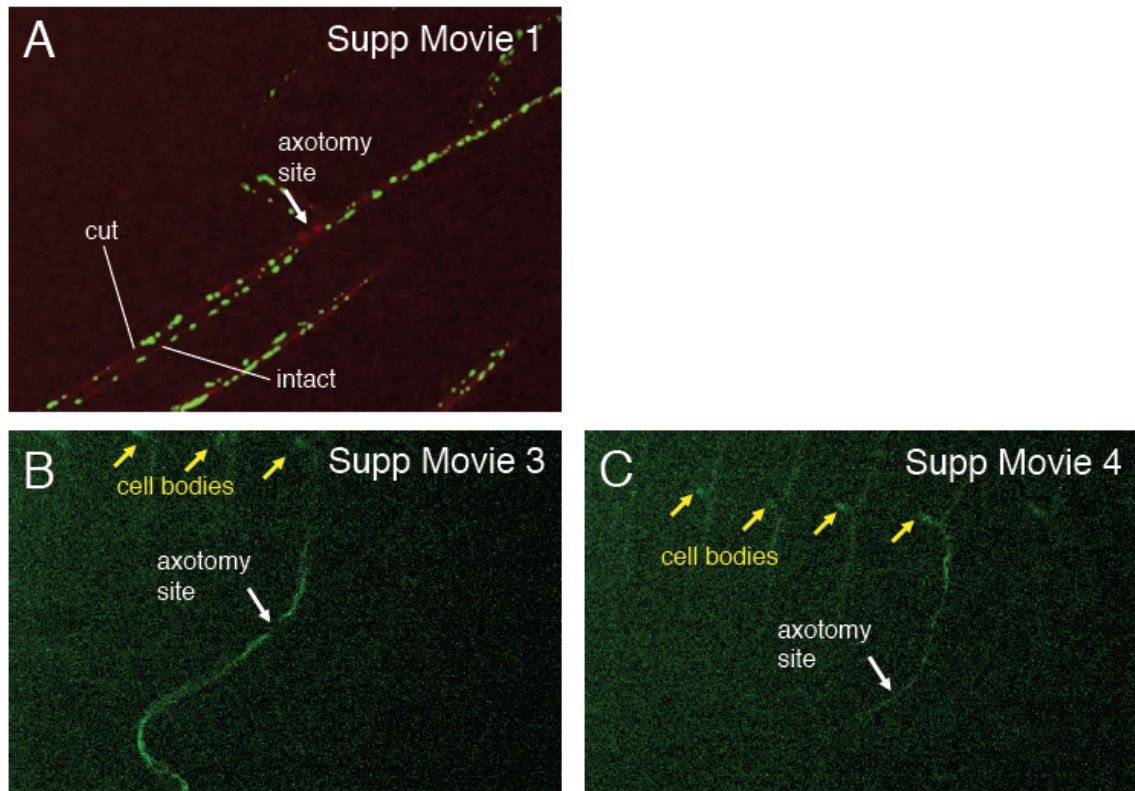 A
Supp Movie 1
axotomy
site
cut
intact
B
Supp Movie 3
cell bodies
axotomy
site
C
Supp Movie 4
cell bodies
axotomy
site